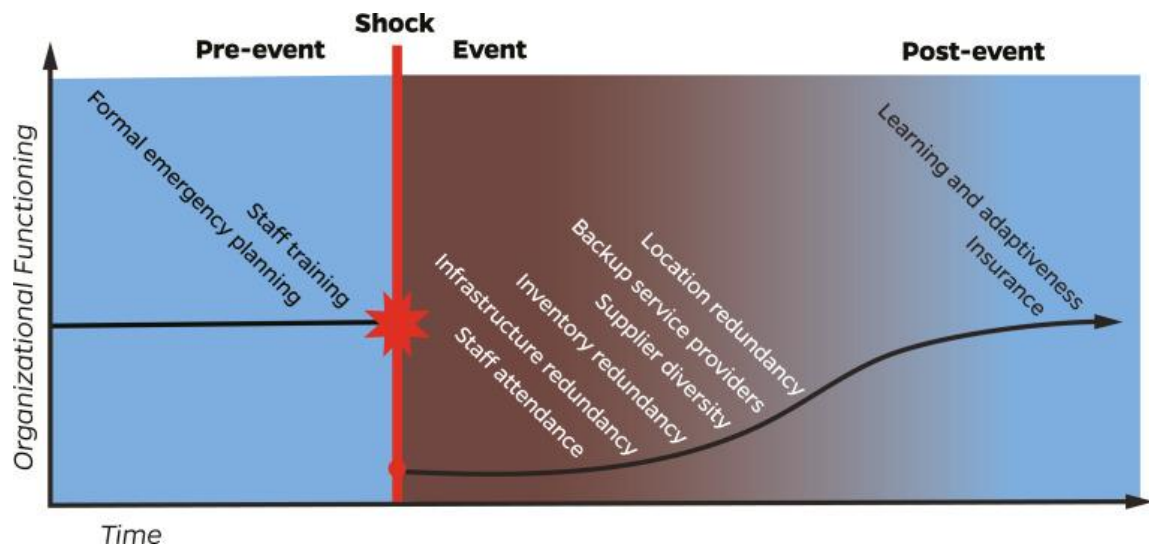 Shock
Pre-event
Event
Post-event
Organizational Functioning
Formal emergency planning
Staff training
Staff attendance
Infrastructure redundancy
Inventory redundancy
Supplier diversity
Backup service providers
Location redundancy
Learning and adaptiveness
Insurance
Time